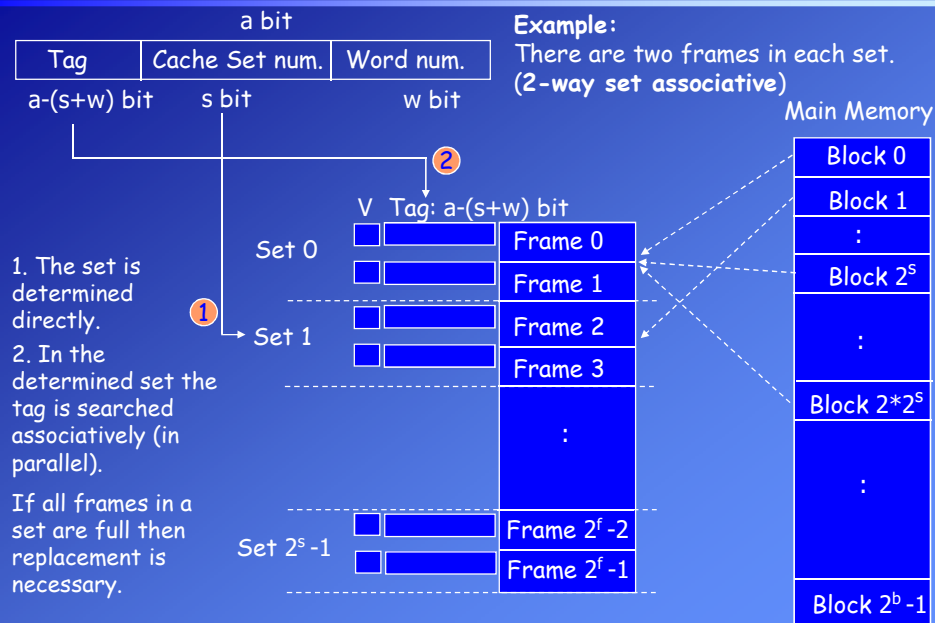 a bit
Tag Cache Set num. Word num.
a-(s+w) bit s bit w bit
Example:
There are two frames in each set.
(2-way set associative)
Main Memory
Block 0
Block 1
:
Block 2ˢ
:
Block 2*2ˢ
:
Block 2ᵇ-1
2
V Tag: a-(s+w) bit
Set 0
Frame 0
Frame 1
1
Set 1
Frame 2
Frame 3
:
Set 2ˢ-1
Frame 2ᶠ-2
Frame 2ᶠ-1
1. The set is
determined
directly.
2. In the
determined set the
tag is searched
associatively (in
parallel).
If all frames in a
set are full then
replacement is
necessary.